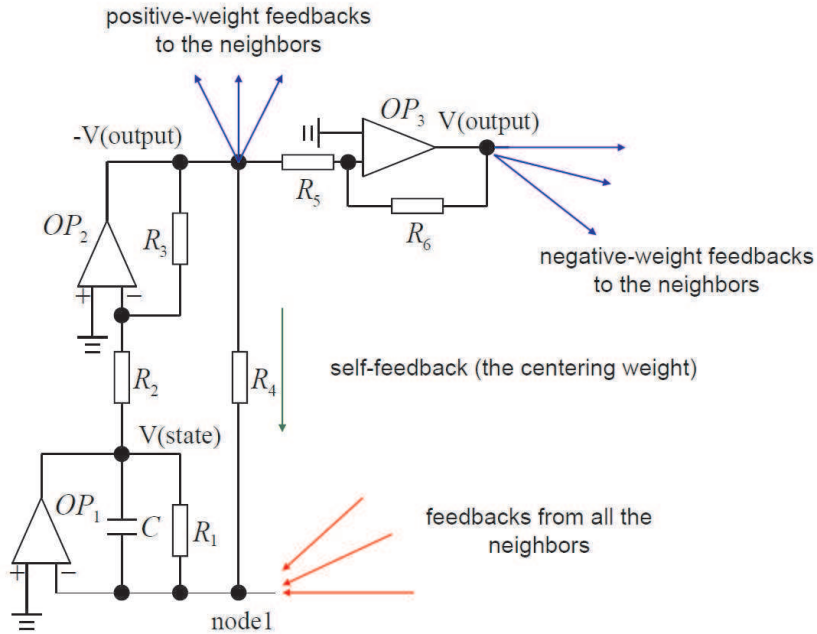 positive-weight feedbacks
to the neighbors
-V(output)
OP3
V(output)
R5
R6
OP2
R3
+ −
negative-weight feedbacks
to the neighbors
R2
R4
self-feedback (the centering weight)
V(state)
OP1
C
R1
+ −
feedbacks from all the
neighbors
node1